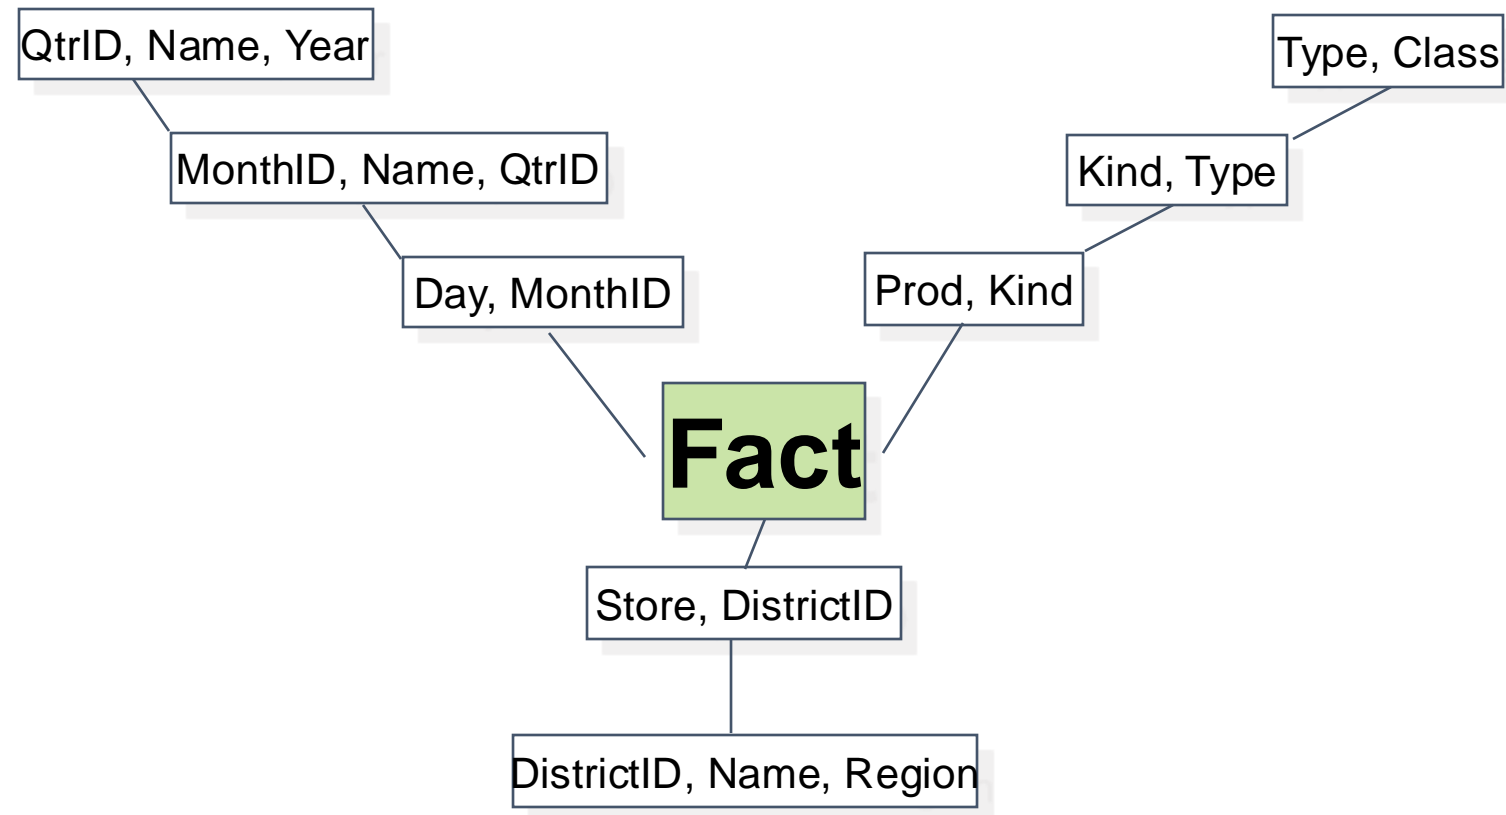 QtrID, Name, Year
Type, Class
MonthID, Name, QtrID
Kind, Type
Day, MonthID
Prod, Kind
Fact
Store, DistrictID
DistrictID, Name, Region